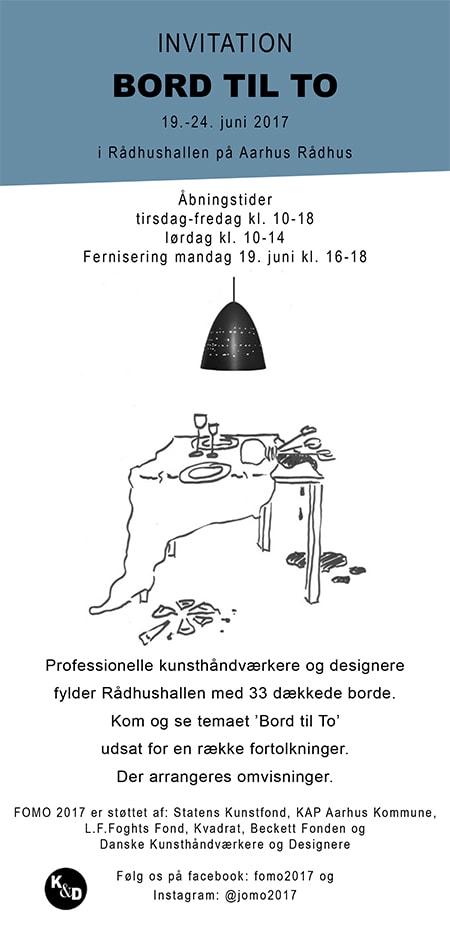 INVITATION
BORD TIL TO
19.-24. juni 2017
i Rådhushallen på Aarhus Rådhus
Åbningstider
tirsdag-fredag kl. 10-18
lørdag kl. 10-14
Fernisering mandag 19. juni kl. 16-18
Professionelle kunsthåndværkere og designere
fylder Rådhushallen med 33 dækkede borde.
Kom og se temaet ’Bord til To’
udsat for en række fortolkninger.
Der arrangeres omvisninger.
FOMO 2017 er støttet af: Statens Kunstfond, KAP Aarhus Kommune,
L.F.Foghts Fond, Kvadrat, Beckett Fonden og
Danske Kunsthåndværkere og Designere
K&D
Følg os på facebook: fomo2017 og
Instagram: @jomo2017